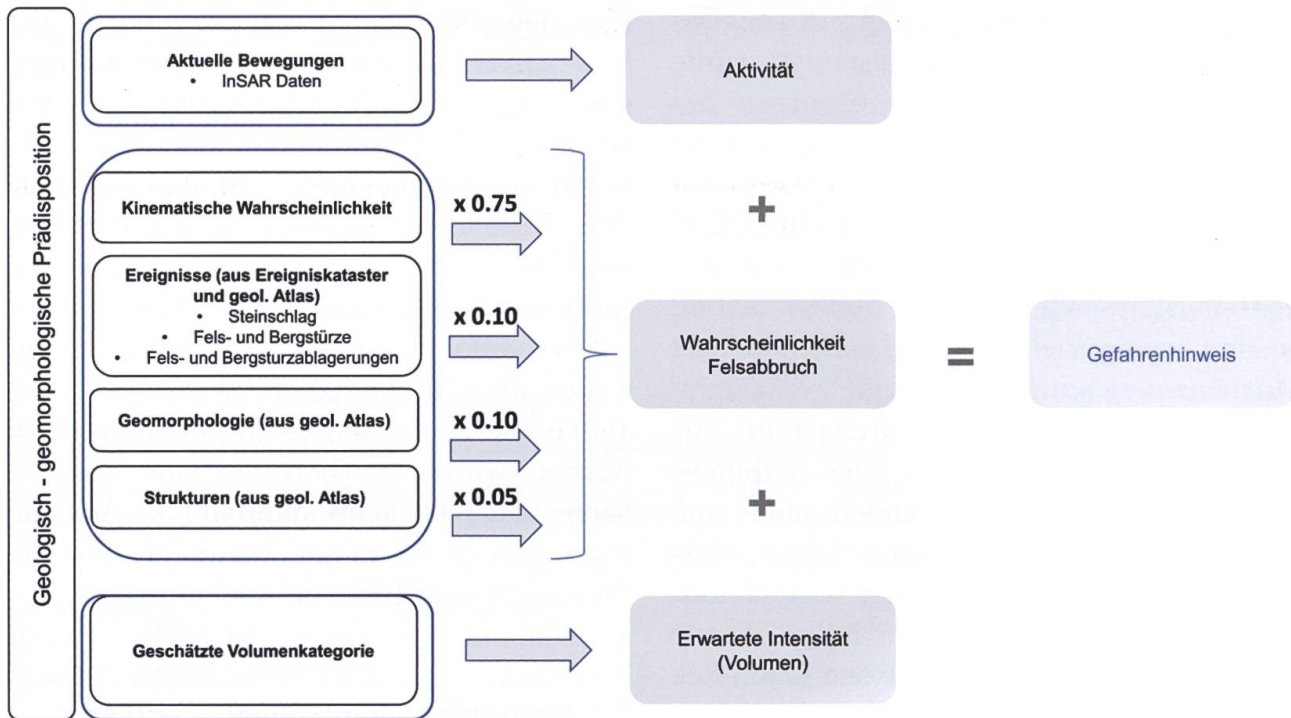 Geologisch - geomorphologische Prädisposition
Aktuelle Bewegungen
• InSAR Daten
Aktivität
Kinematische Wahrscheinlichkeit
x 0.75
+
Ereignisse (aus Ereigniskataster
und geol. Atlas)
• Steinschlag
• Fels- und Bergstürze
• Fels- und Bergsturzablagerungen
x 0.10
Wahrscheinlichkeit
Felsabbruch
=
Gefahrenhinweis
Geomorphologie (aus geol. Atlas)
x 0.10
Strukturen (aus geol. Atlas)
x 0.05
+
Geschätzte Volumenkategorie
Erwartete Intensität
(Volumen)